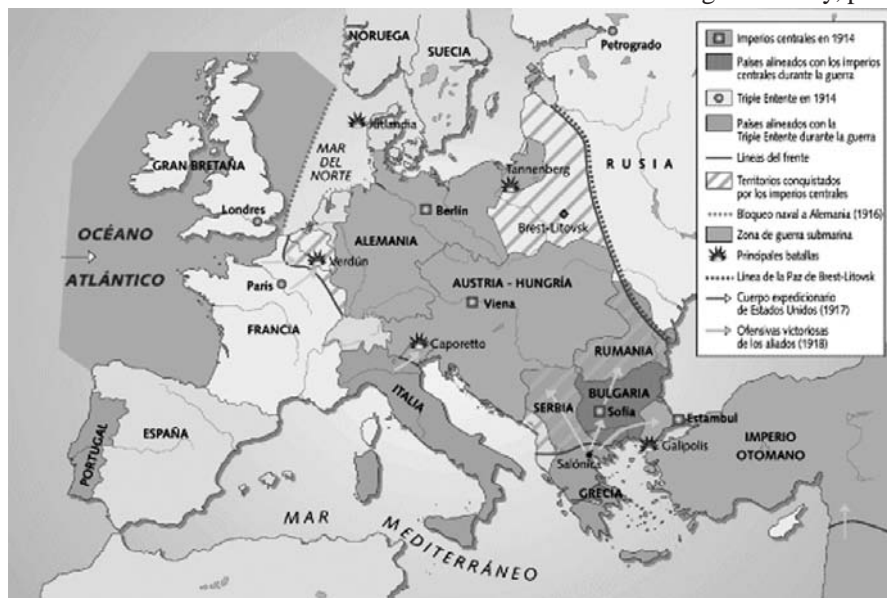 NORUEGA
SUECIA
Petrogrado
Jutlandia
MAR
DEL
NORTE
GRAN BRETAÑA
Londres
Tannenberg
RUSIA
Berlín
Brest-Litovsk
OCÉANO
ATLÁNTICO
ALEMANIA
Verdún
París
AUSTRIA - HUNGRÍA
Viena
FRANCIA
Caporetto
RUMANIA
ITALIA
SERBIA
BULGARIA
Sofía
Estambul
PORTUGAL
ESPAÑA
Galípolis
IMPERIO
OTOMANO
Salónica
GRECIA
MAR
MEDITERRÁNEO
Imperios centrales en 1914
Países alineados con los imperios
centrales durante la guerra
Triple Entente en 1914
Países alineados con la
Triple Entente durante la guerra
Líneas del frente
Territorios conquistados
por los imperios centrales
Bloqueo naval a Alemania (1916)
Zona de guerra submarina
Principales batallas
Línea de la Paz de Brest-Litovsk
Cuerpo expedicionario
de Estados Unidos (1917)
Ofensivas victoriosas
de los aliados (1918)